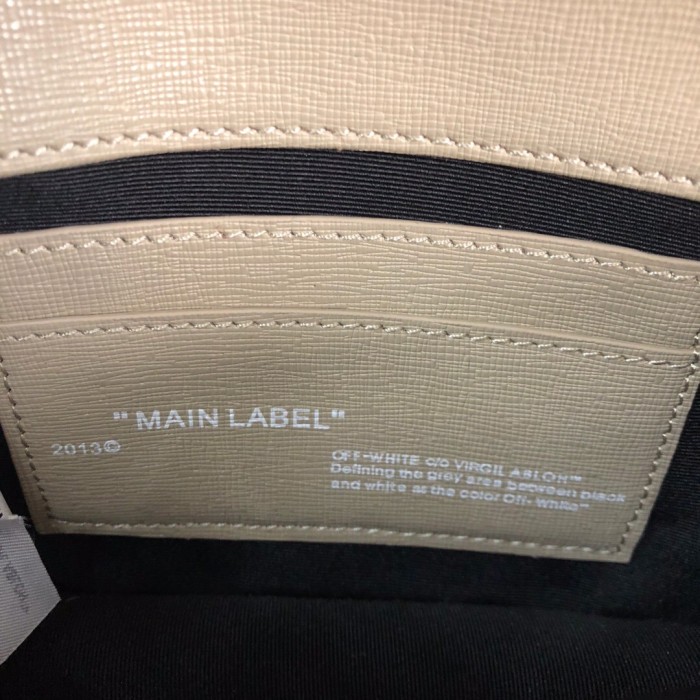 " MAIN LABEL"
2013©
OFF-WHITE c/o VIRGIL ABLOH™
Defining the grey area between black
and white as the color Off-White"